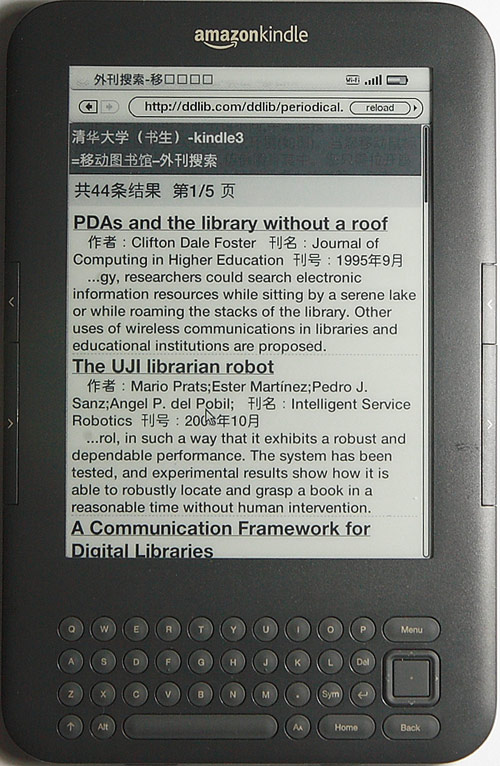 amazonkindle
外刊搜索-移□□□□ Wi-Fi
http://ddlib.com/ddlib/periodical. reload
清华大学（书生）-kindle3
=移动图书馆–外刊搜索
共44条结果 第1/5 页
PDAs and the library without a roof
作者：Clifton Dale Foster 刊名：Journal of
Computing in Higher Education 刊号：1995年9月
...gy, researchers could search electronic
information resources while sitting by a serene lake
or while roaming the stacks of the library. Other
uses of wireless communications in libraries and
educational institutions are proposed.
The UJI librarian robot
作者：Mario Prats;Ester Martínez;Pedro J.
Sanz;Angel P. del Pobil; 刊名：Intelligent Service
Robotics 刊号：2008年10月
...rol, in such a way that it exhibits a robust and
dependable performance. The system has been
tested, and experimental results show how it is
able to robustly locate and grasp a book in a
reasonable time without human intervention.
A Communication Framework for
Digital Libraries
Q W E R T Y U I O P Menu
A S D F G H J K L Del
Z X C V B N M . Sym
Alt Aa Home Back